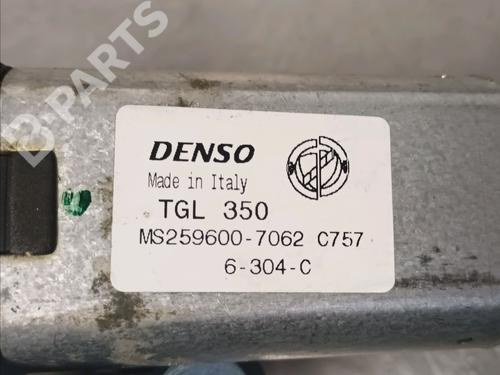 B-PARTS
DENSO
Made in Italy
TGL 350
MS259600-7062 C757
6-304-C